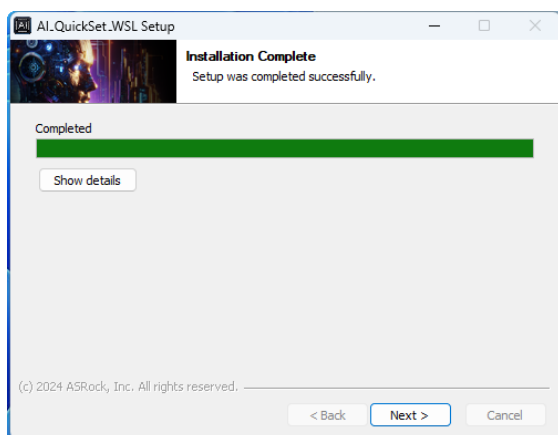 AI AI_QuickSet_WSL Setup
Installation Complete
Setup was completed successfully.
Completed
Show details
(c) 2024 ASRock, Inc. All rights reserved.
< Back Next > Cancel